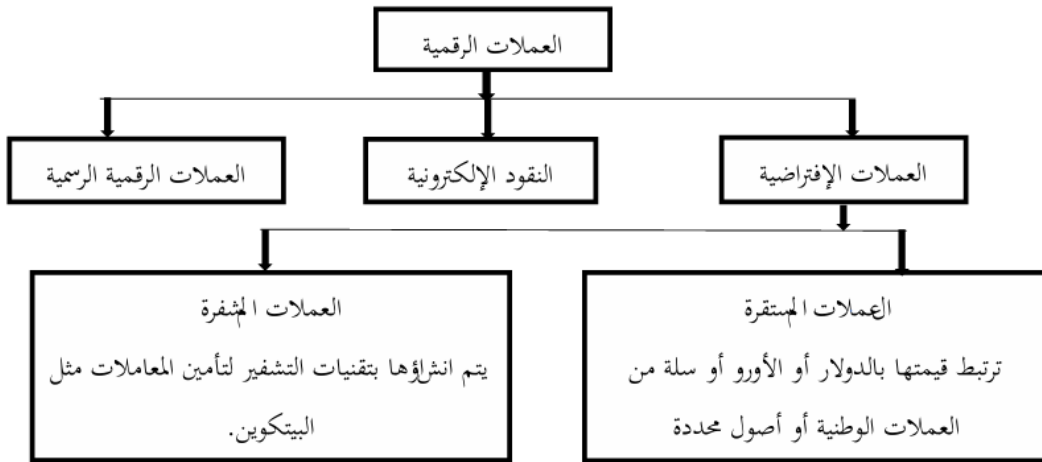 العملات الرقمية
العملات الإفتراضية
النقود الإلكترونية
العملات الرقمية الرسمية
العملات المستقرة
ترتبط قيمتها بالدولار أو الأورو أو سلة من
العملات الوطنية أو أصول محددة
العملات المشفرة
يتم انشاؤها بتقنيات التشفير لتأمين المعاملات مثل
البيتكوين.